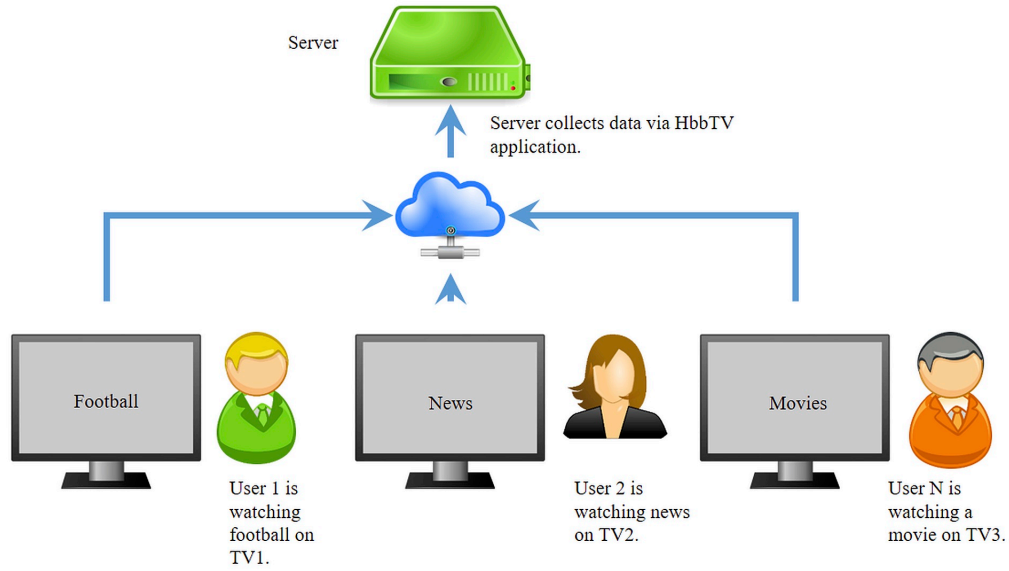 Server
Server collects data via HbbTV
application.
Football
News
Movies
User 1 is
watching
football on
TV1.
User 2 is
watching news
on TV2.
User N is
watching a
movie on TV3.